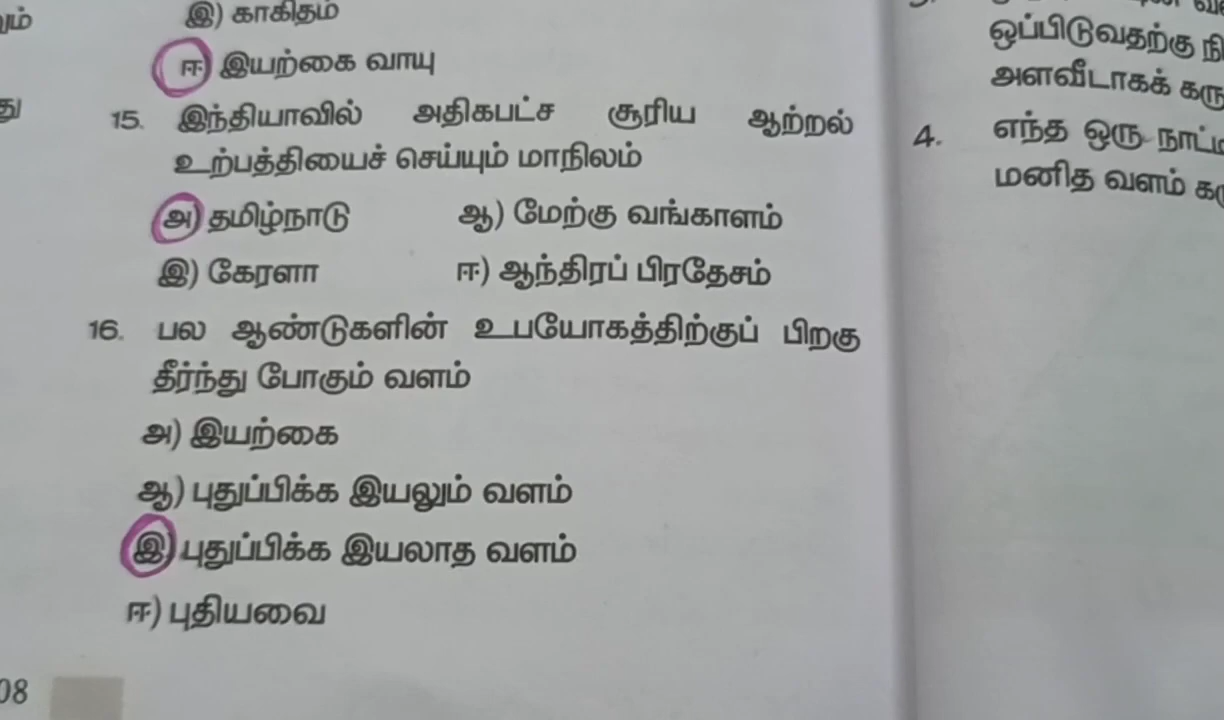 இ) காகிதம்
ஈ) இயற்கை வாயு
15. இந்தியாவில் அதிகபட்ச சூரிய ஆற்றல்
உற்பத்தியைச் செய்யும் மாநிலம்
அ) தமிழ்நாடு ஆ) மேற்கு வங்காளம்
இ) கேரளா ஈ) ஆந்திரப் பிரதேசம்
16. பல ஆண்டுகளின் உபயோகத்திற்குப் பிறகு
தீர்ந்து போகும் வளம்
அ) இயற்கை
ஆ) புதுப்பிக்க இயலும் வளம்
இ) புதுப்பிக்க இயலாத வளம்
ஈ) புதியவை
08
ஒப்பிடுவதற்கு
அளவீடாகக்
4. எந்த ஒரு
மனித வளம்